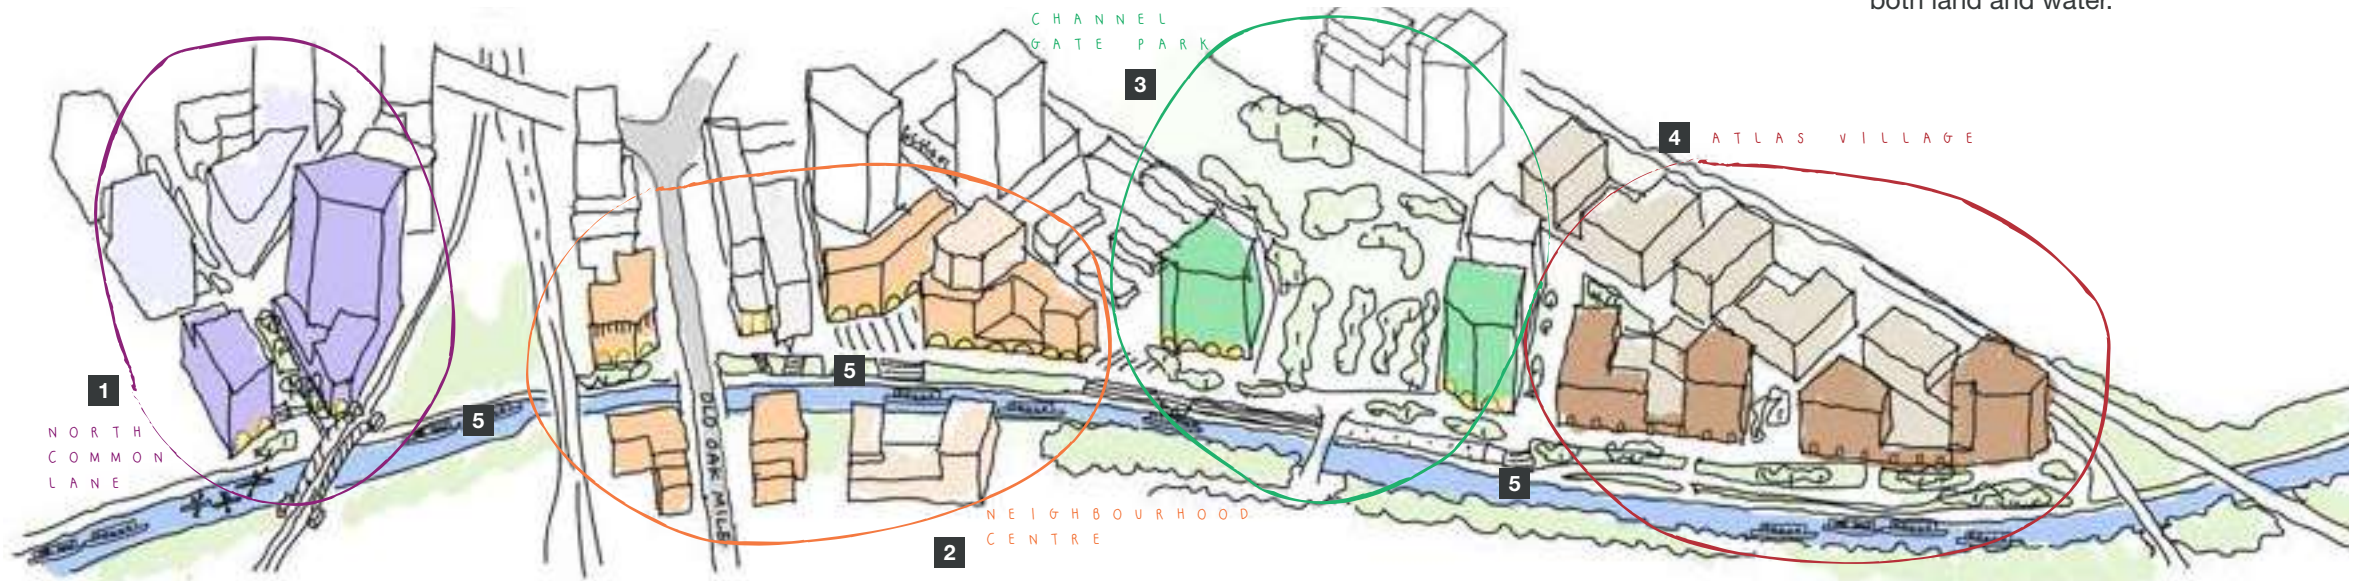 both land and water.
CHANNEL
GATE PARK
3
4 ATLAS VILLAGE
1
NORTH
COMMON
LANE
5
5
OLD OAK MILE
5
NEIGHBOURHOOD
2 CENTRE